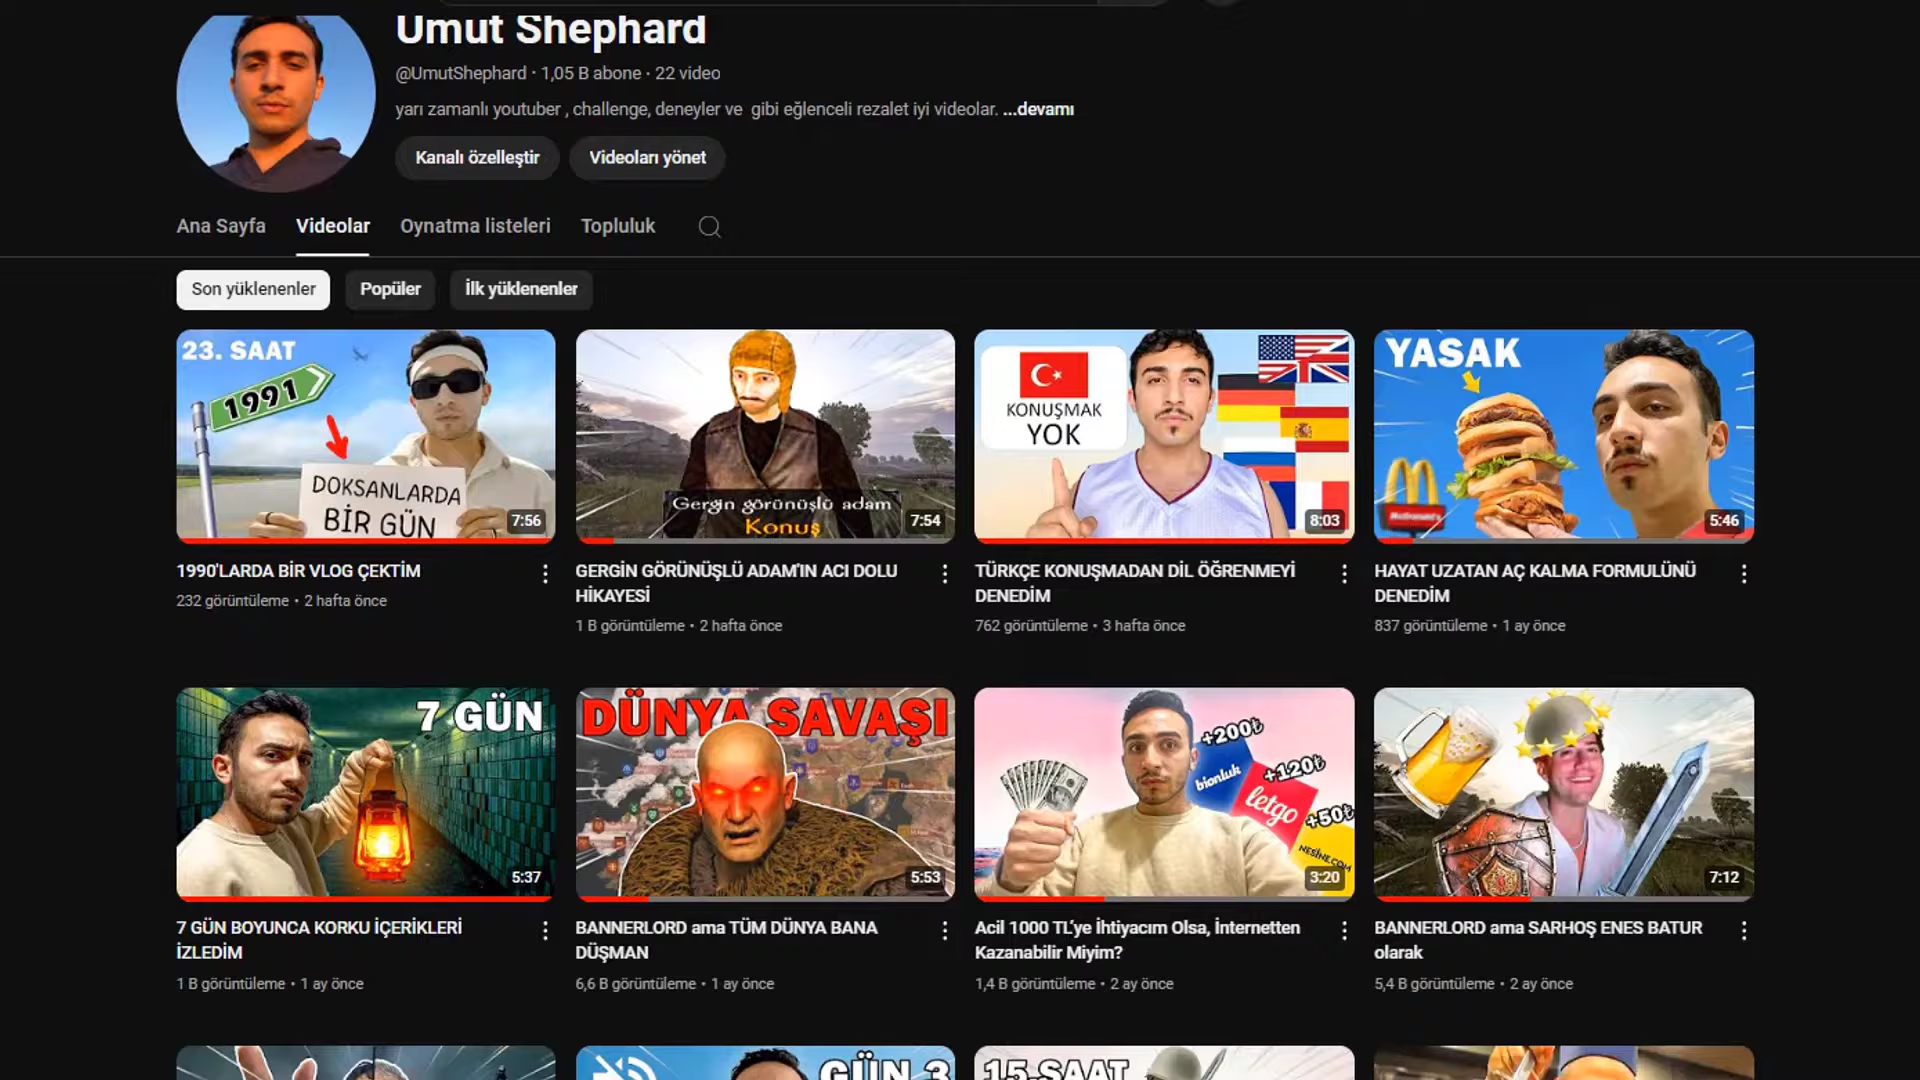 Umut Shephard
@UmutShephard · 1,05 B abone · 22 video
yarı zamanlı youtuber , challenge, deneyler ve gibi eğlenceli rezalet iyi videolar. ...devamı
Kanalı özelleştir
Videoları yönet
Ana Sayfa
Videolar
Oynatma listeleri
Topluluk
Son yüklenenler
Popüler
İlk yüklenenler
23. SAAT
1991
DOKSANLARDA
BİR GÜN
7:56
Gergin görünüşlü adam
Konuş
7:54
KONUŞMAK
YOK
8:03
YASAK
McDonald's
5:46
1990'LARDA BİR VLOG ÇEKTİM
232 görüntüleme • 2 hafta önce
GERGİN GÖRÜNÜŞLÜ ADAM'IN ACI DOLU
HİKAYESİ
1 B görüntüleme • 2 hafta önce
TÜRKÇE KONUŞMADAN DİL ÖĞRENMEYİ
DENEDİM
762 görüntüleme • 3 hafta önce
HAYAT UZATAN AÇ KALMA FORMULÜNÜ
DENEDİM
837 görüntüleme • 1 ay önce
7 GÜN
5:37
DÜNYA SAVAŞI
5:53
+200₺
bionluk
+120₺
letgo
+50₺
NESİNE.COM
3:20
7:12
7 GÜN BOYUNCA KORKU İÇERİKLERİ
İZLEDİM
1 B görüntüleme • 1 ay önce
BANNERLORD ama TÜM DÜNYA BANA
DÜŞMAN
6,6 B görüntüleme • 1 ay önce
Acil 1000 TL'ye İhtiyacım Olsa, İnternetten
Kazanabilir Miyim?
1,4 B görüntüleme • 2 ay önce
BANNERLORD ama SARHOŞ ENES BATUR
olarak
5,4 B görüntüleme • 2 ay önce
GÜN 3
15.SAAT